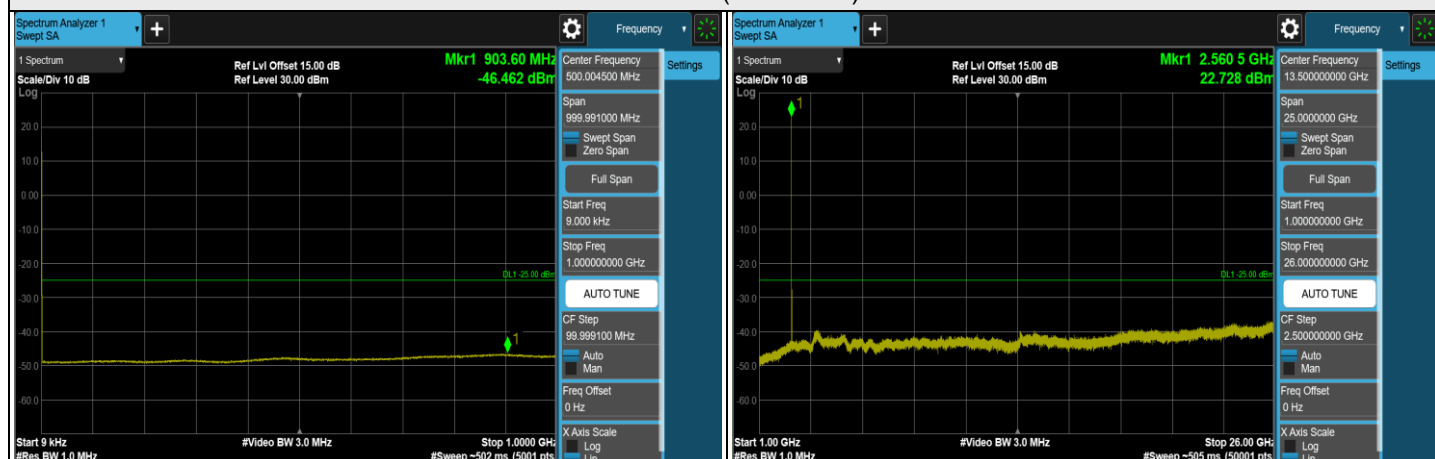 Spectrum Analyzer 1
Swept SA
+
Frequency
1 Spectrum
Scale/Div 10 dB
Ref Lvl Offset 15.00 dB
Ref Level 30.00 dBm
Mkr1 903.60 MHz
-46.462 dBm
Log
20.0
10.0
0.00
-10.0
-20.0
-30.0
-40.0
-50.0
-60.0
DL1 -25.00 dBm
1
Start 9 kHz
#Video BW 3.0 MHz
Stop 1.0000 GHz
#Res BW 1.0 MHz
#Sweep ~502 ms (5001 pts
Center Frequency
500.004500 MHz
Settings
Span
999.991000 MHz
Swept Span
Zero Span
Full Span
Start Freq
9.000 kHz
Stop Freq
1.000000000 GHz
AUTO TUNE
CF Step
99.999100 MHz
Auto
Man
Freq Offset
0 Hz
X Axis Scale
Log
Lin
Spectrum Analyzer 1
Swept SA
+
Frequency
1 Spectrum
Scale/Div 10 dB
Ref Lvl Offset 15.00 dB
Ref Level 30.00 dBm
Mkr1 2.560 5 GHz
22.728 dBm
Log
1
20.0
10.0
0.00
-10.0
-20.0
-30.0
-40.0
-50.0
-60.0
DL1 -25.00 dBm
Start 1.00 GHz
#Video BW 3.0 MHz
Stop 26.00 GHz
#Res BW 1.0 MHz
#Sweep ~505 ms (5001 pts
Center Frequency
13.500000000 GHz
Settings
Span
25.0000000 GHz
Swept Span
Zero Span
Full Span
Start Freq
1.000000000 GHz
Stop Freq
26.000000000 GHz
AUTO TUNE
CF Step
2.500000000 GHz
Auto
Man
Freq Offset
0 Hz
X Axis Scale
Log
Lin